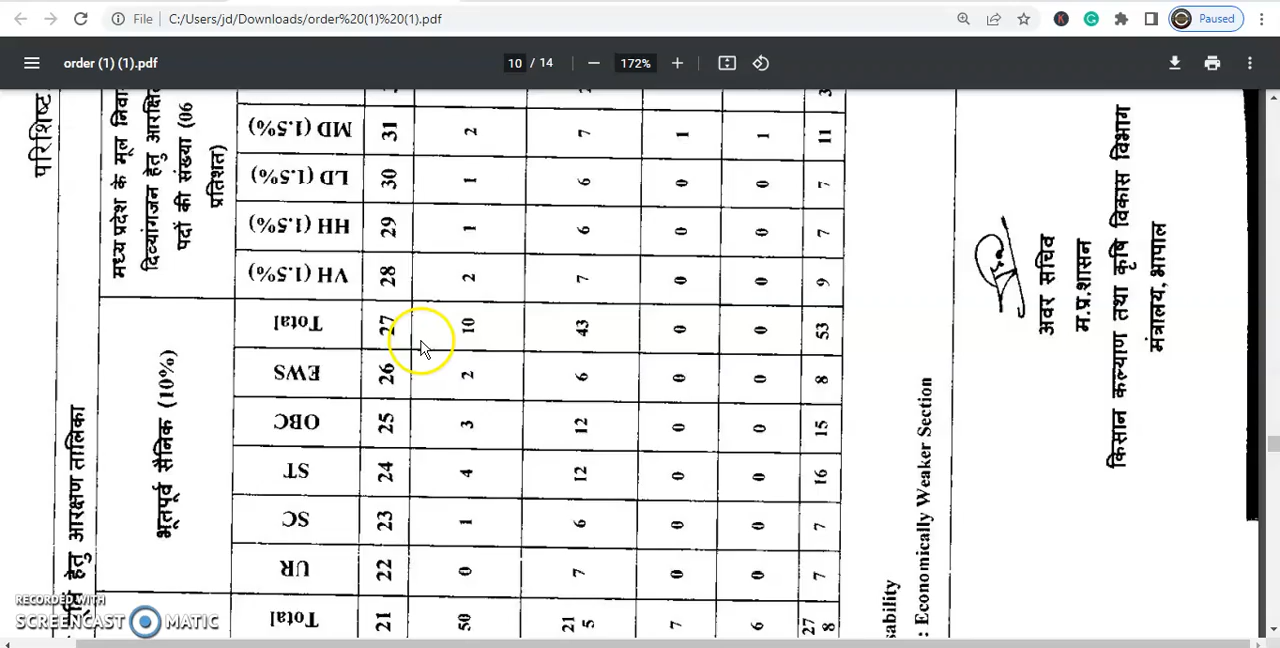 File C:/Users/jd/Downloads/order%20(1)%20(1).pdf
Paused
order (1) (1).pdf
10 / 14
172%
परिशिष्ट
हेतु आरक्षण तालिका
मध्य प्रदेश के मूल
दिव्यांगजन हेतु
पदों की संख्या (06
प्रतिशत)
भूतपूर्व सैनिक (10%)
MD (1.5%) 31 2 7 1 1 11
LD (1.5%) 30 1 6 0 0 7
HH (1.5%) 29 1 6 0 0 7
VH (1.5%) 28 2 7 0 0 9
Total 27 10 43 0 0 53
EWS 26 2 6 0 0 8
OBC 25 3 12 0 0 15
ST 24 4 12 0 0 16
SC 23 1 6 0 0 7
UR 22 0 7 0 0 7
Total 21 50 21 5 7 6 27 8
: Economically Weaker Section
अवर सचिव
म.प्र.शासन
किसान कल्याण तथा कृषि विकास विभाग
मंत्रालय, भोपाल
RECORDED WITH
SCREENCAST MATIC